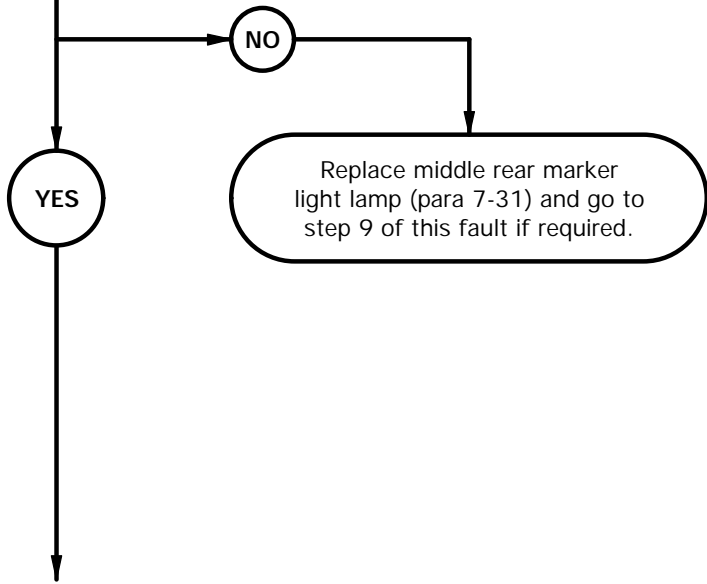 NO
YES
Replace middle rear marker
light lamp (para 7-31) and go to
step 9 of this fault if required.